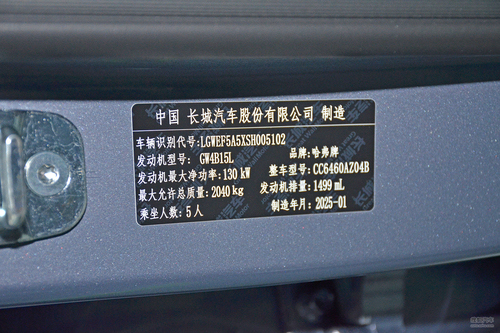 中国 长城汽车股份有限公司 制造
车辆识别代号:LGWEF5A5XSH005102
发动机型号: GW4B15L 品牌:哈弗牌
发动机最大净功率:130 kW 整车型号:CC6460AZ04B
最大允许总质量:2040 kg 发动机排量:1499 mL
乘坐人数:5人 制造年月:2025-01